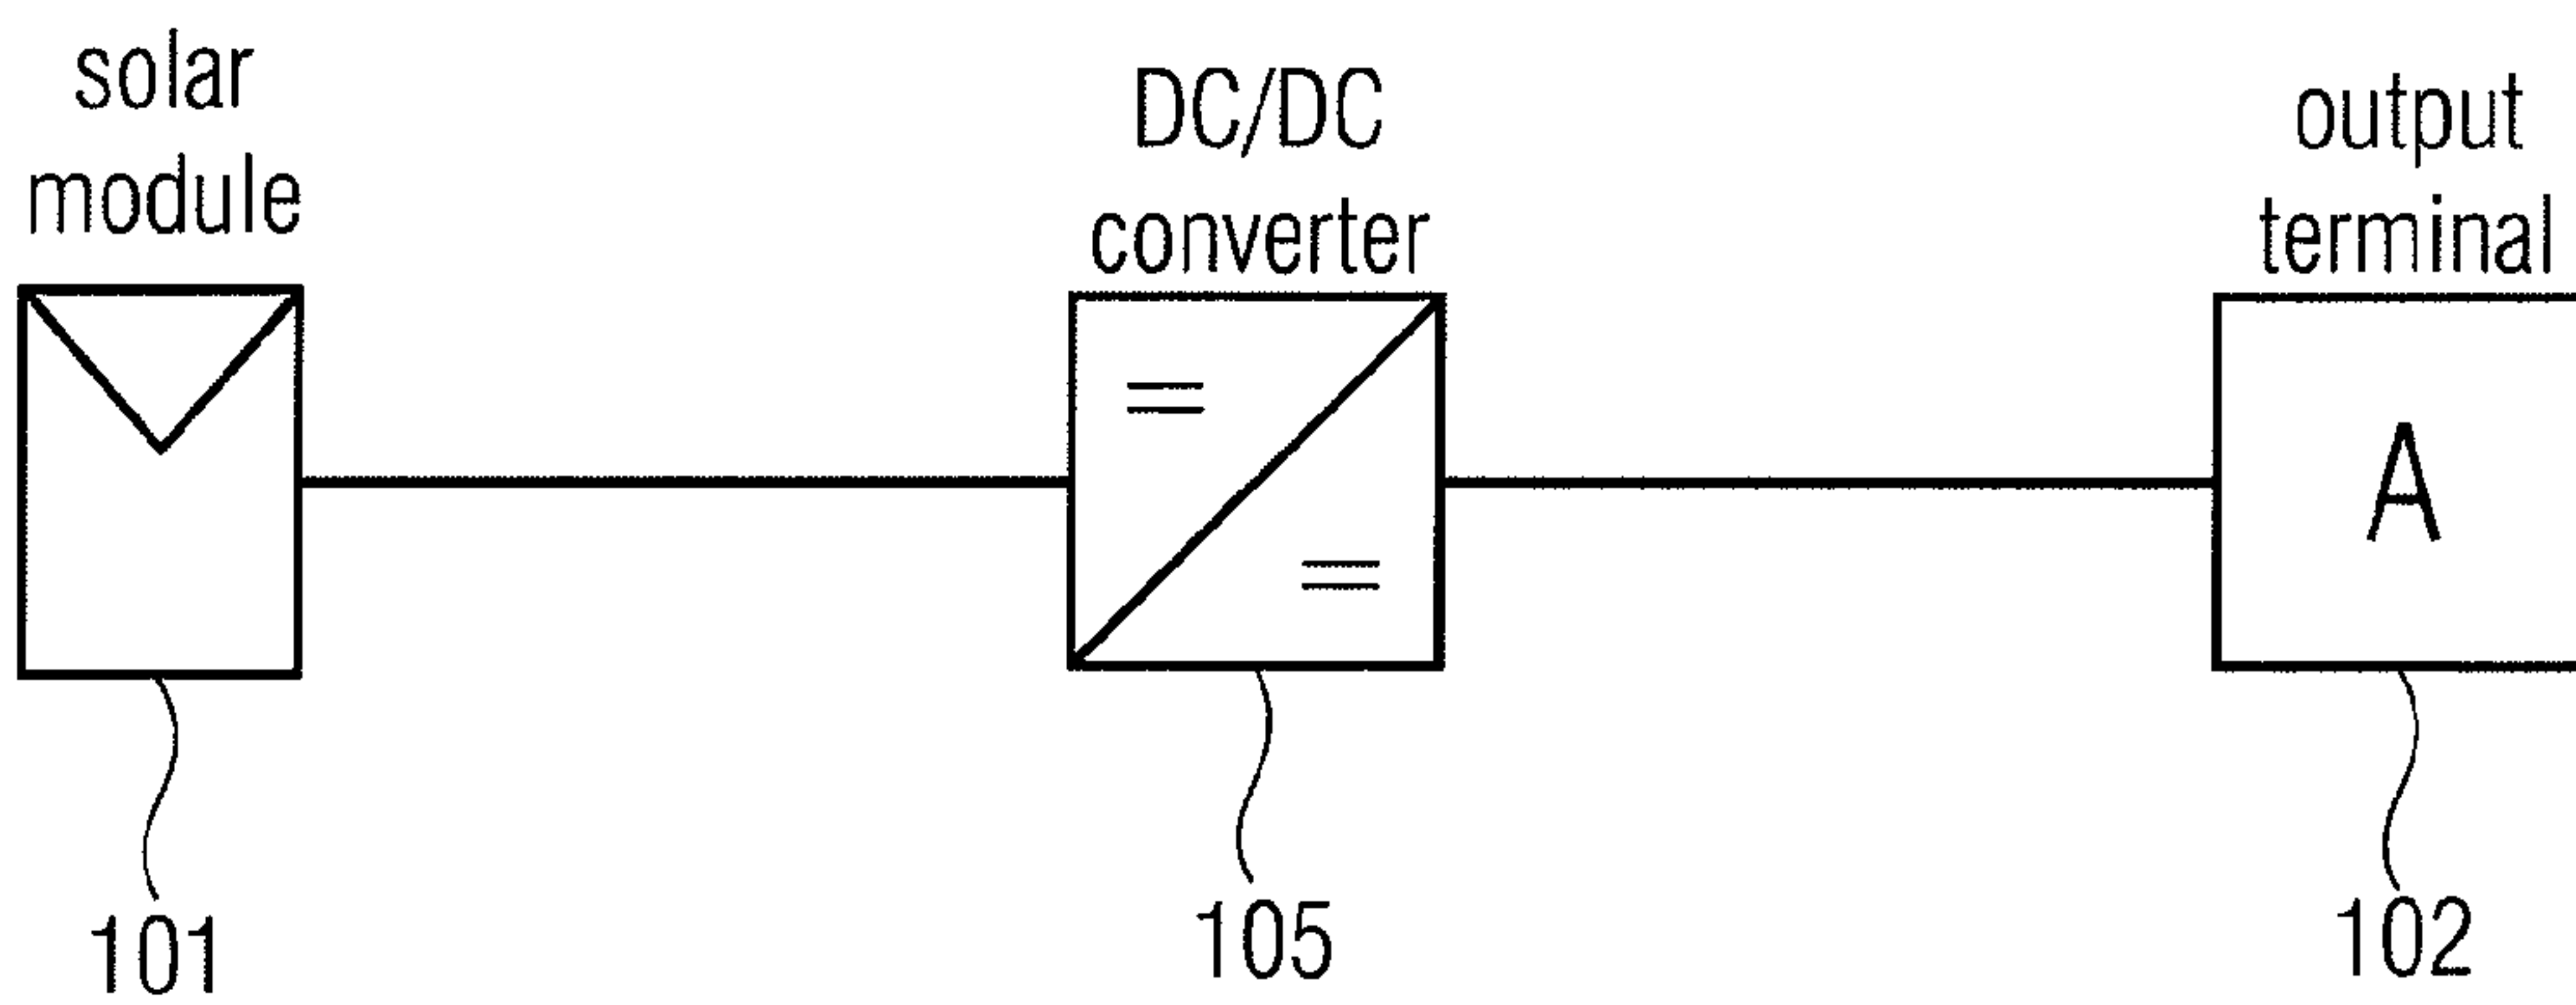 solar
module
DC/DC
converter
output
terminal
=
=
A
101
105
102